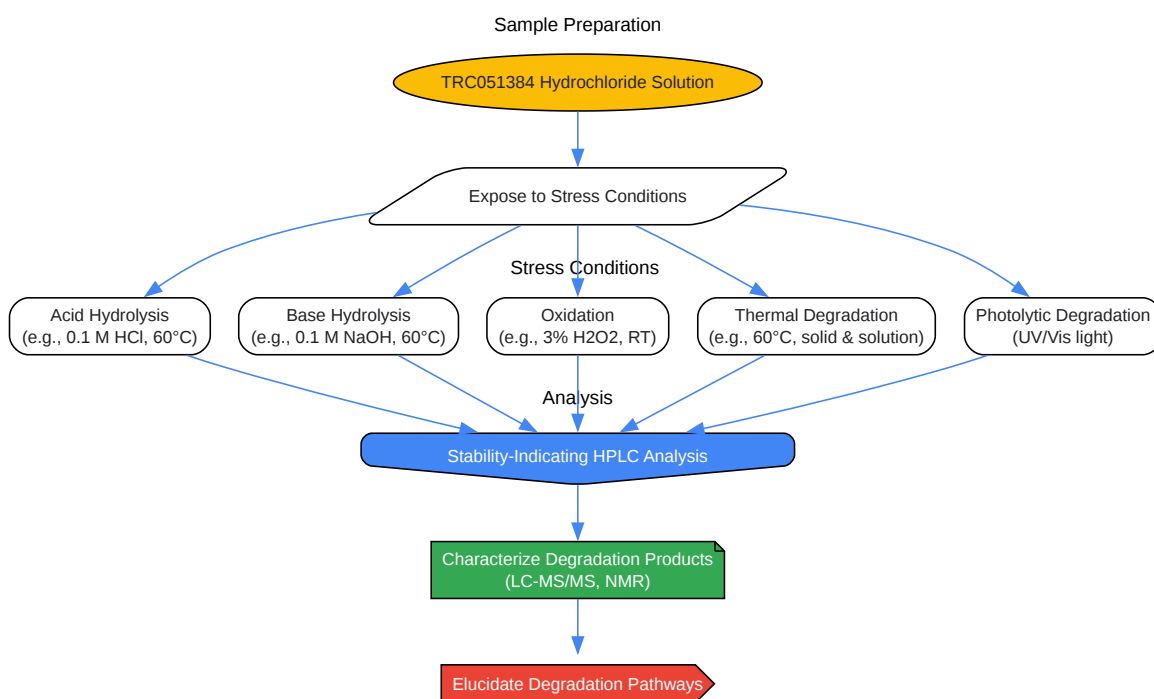 Sample Preparation
TRC051384 Hydrochloride Solution
Expose to Stress Conditions
Stress Conditions
Acid Hydrolysis
(e.g., 0.1 M HCl, 60°C)
Base Hydrolysis
(e.g., 0.1 M NaOH, 60°C)
Oxidation
(e.g., 3% H2O2, RT)
Thermal Degradation
(e.g., 60°C, solid & solution)
Photolytic Degradation
(UV/Vis light)
Analysis
Stability-Indicating HPLC Analysis
Characterize Degradation Products
(LC-MS/MS, NMR)
Elucidate Degradation Pathways